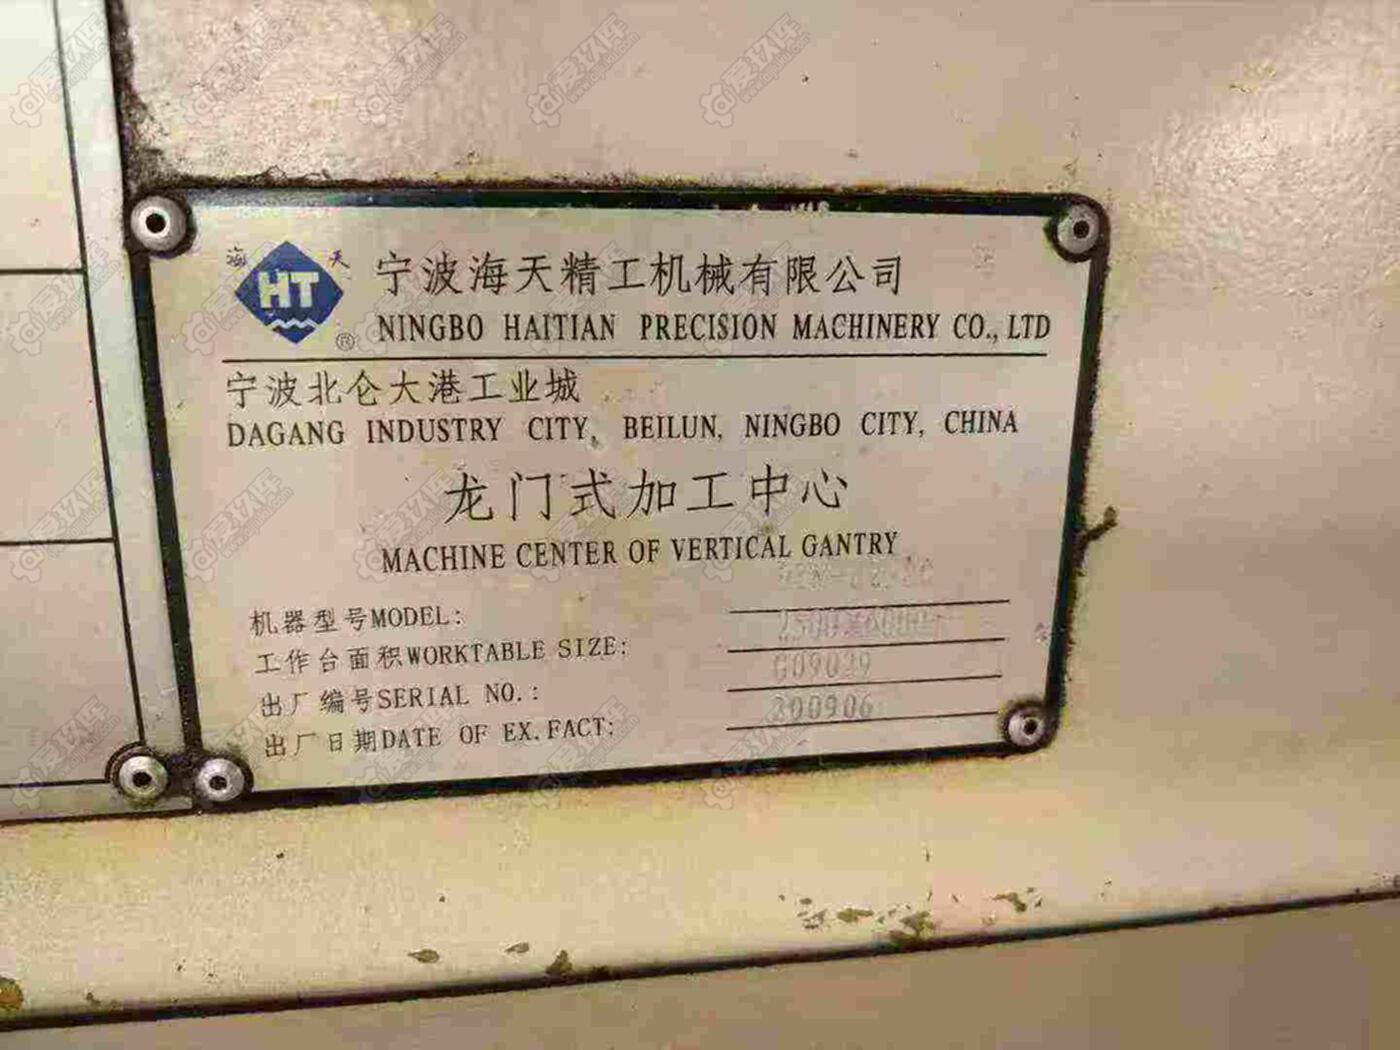 海 天
HT
®
宁波海天精工机械有限公司
NINGBO HAITIAN PRECISION MACHINERY CO., LTD
宁波北仑大港工业城
DAGANG INDUSTRY CITY, BEILUN, NINGBO CITY, CHINA
龙门式加工中心
MACHINE CENTER OF VERTICAL GANTRY
机器型号MODEL:
工作台面积WORKTABLE SIZE: 2500×6000
出厂编号SERIAL NO.: G09029
出厂日期DATE OF EX.FACT: 200906